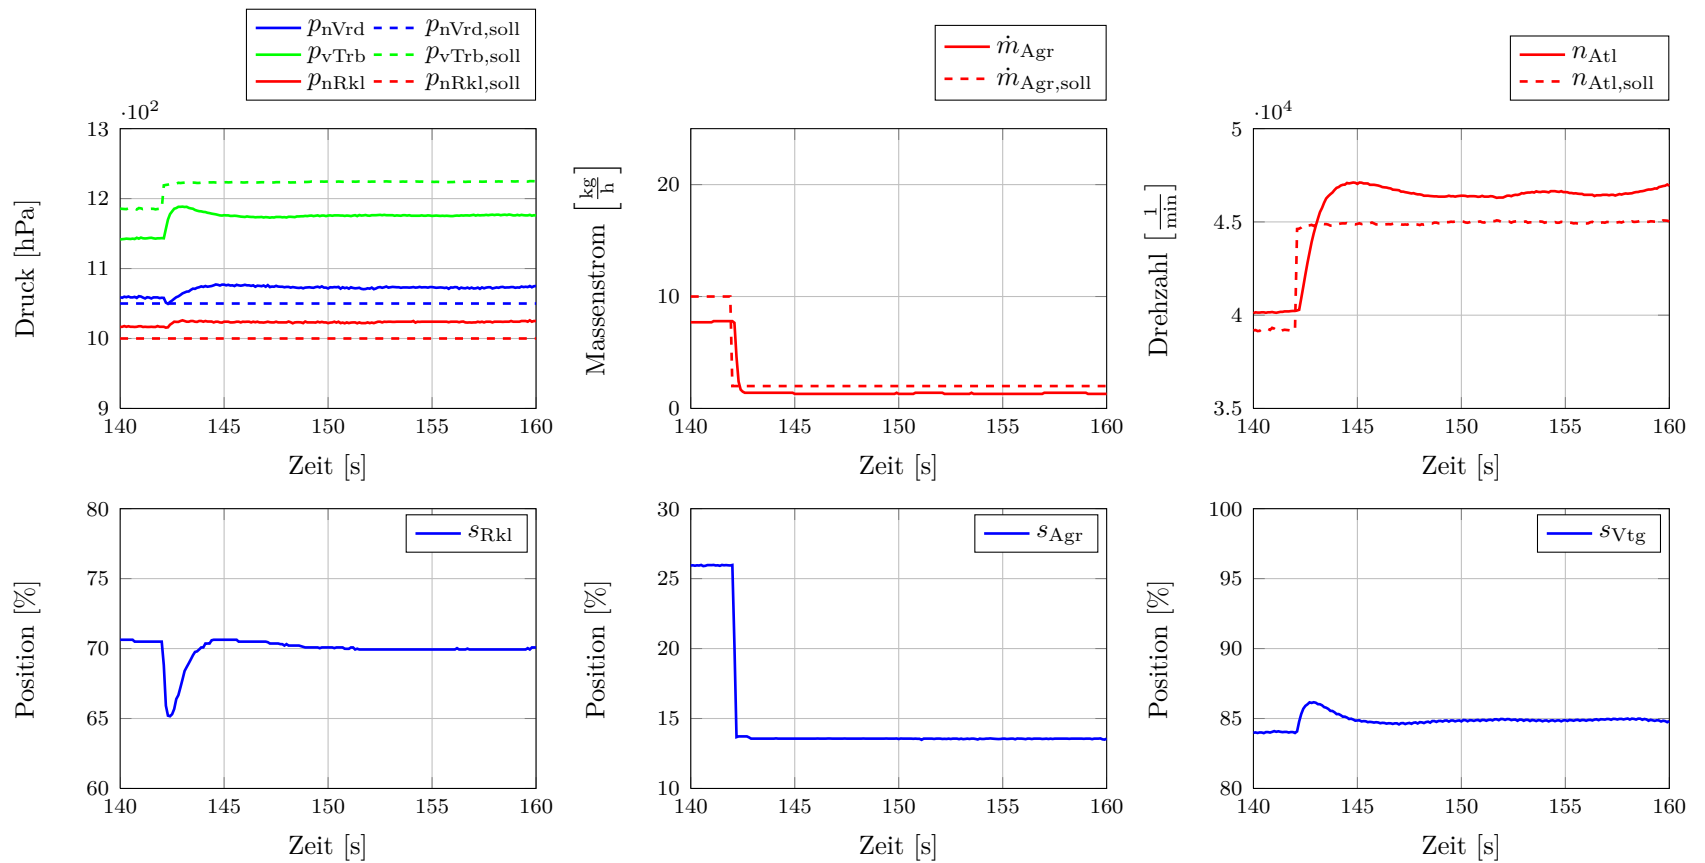 p_nVrd p_nVrd,soll
p_vTrb p_vTrb,soll
p_nRkl p_nRkl,soll
·10²
13
12
11
10
9
140 145 150 155 160
Druck [hPa]
Zeit [s]
ṁ_Agr
ṁ_Agr,soll
20
10
0
140 145 150 155 160
Massenstrom [kg/h]
Zeit [s]
n_Atl
n_Atl,soll
·10⁴
5
4.5
4
3.5
140 145 150 155 160
Drehzahl [1/min]
Zeit [s]
s_Rkl
80
75
70
65
60
140 145 150 155 160
Position [%]
Zeit [s]
s_Agr
30
25
20
15
10
140 145 150 155 160
Position [%]
Zeit [s]
s_Vtg
100
95
90
85
80
140 145 150 155 160
Position [%]
Zeit [s]